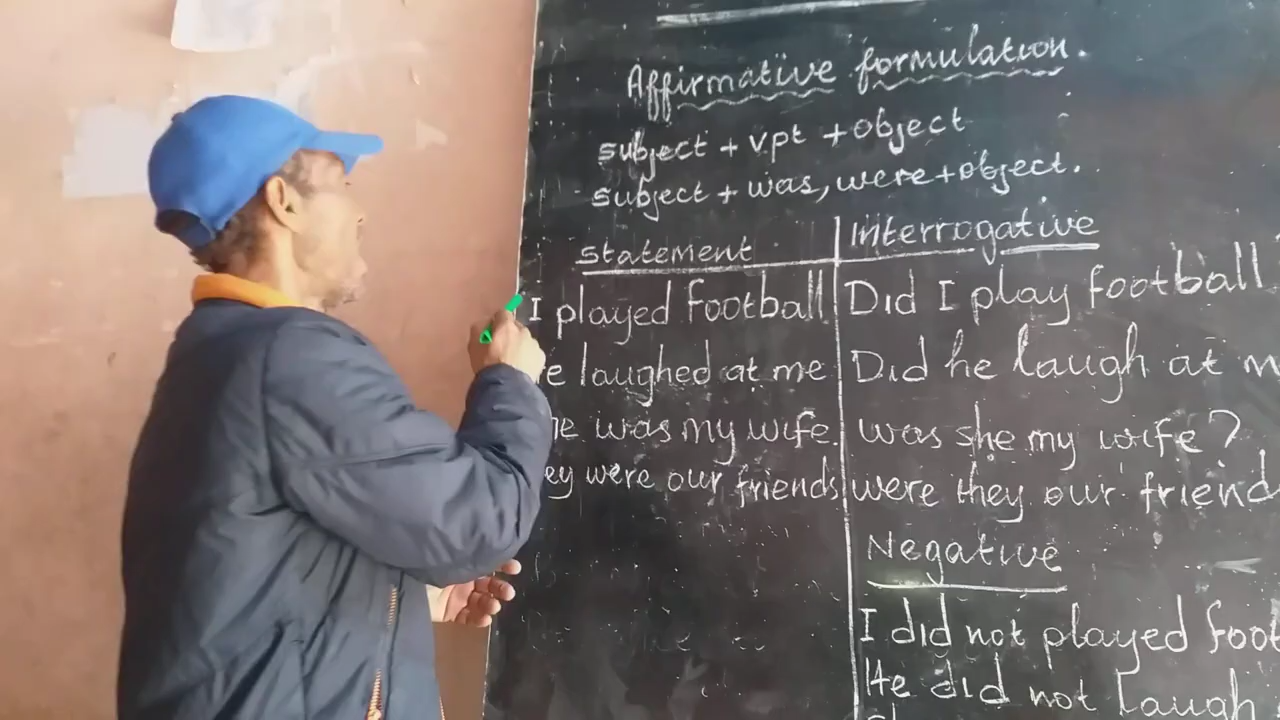 Affirmative formulation.
subject + vpt + object
subject + was, were + object.
statement
I played football
e laughed at me
he was my wife.
ey were our friends
Interrogative
Did I play football
Did he laugh at m
was she my wife?
were they our friend
Negative
I did not played foot
He did not laugh